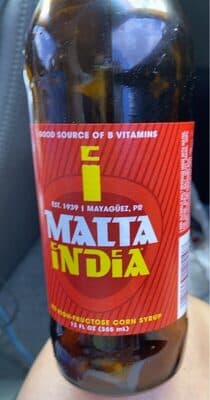 GOOD SOURCE OF B VITAMINS
EST. 1939 | MAYAGÜEZ, PR
MALTA
INDIA
HIGH-FRUCTOSE CORN SYRUP
12 FL OZ (355 mL)